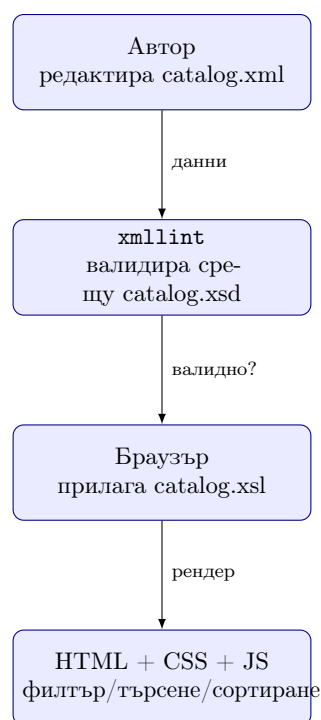 Автор
редактира catalog.xml
данни
xmllint
валидира сре-
щу catalog.xsd
валидно?
Браузър
прилага catalog.xsl
рендер
HTML + CSS + JS
филтър/търсене/сортиране